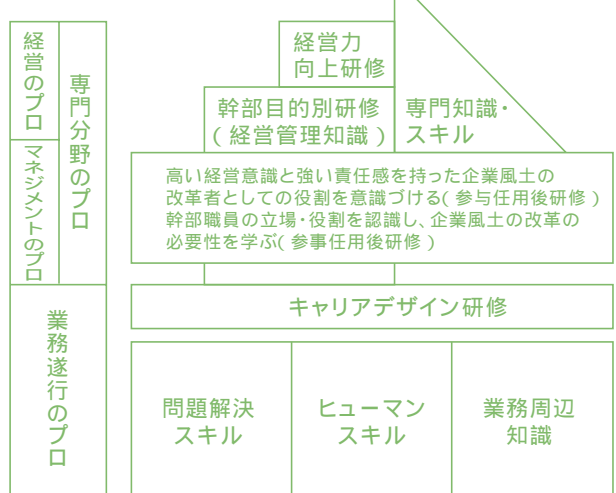 経営のプロ
マネジメントのプロ
専門分野のプロ
業務遂行のプロ
経営力
向上研修
幹部目的別研修
(経営管理知識)
専門知識・
スキル
高い経営意識と強い責任感を持った企業風土の
改革者としての役割を意識づける(参与任用後研修)
幹部職員の立場・役割を認識し、企業風土の改革の
必要性を学ぶ(参事任用後研修)
キャリアデザイン研修
問題解決
スキル
ヒューマン
スキル
業務周辺
知識